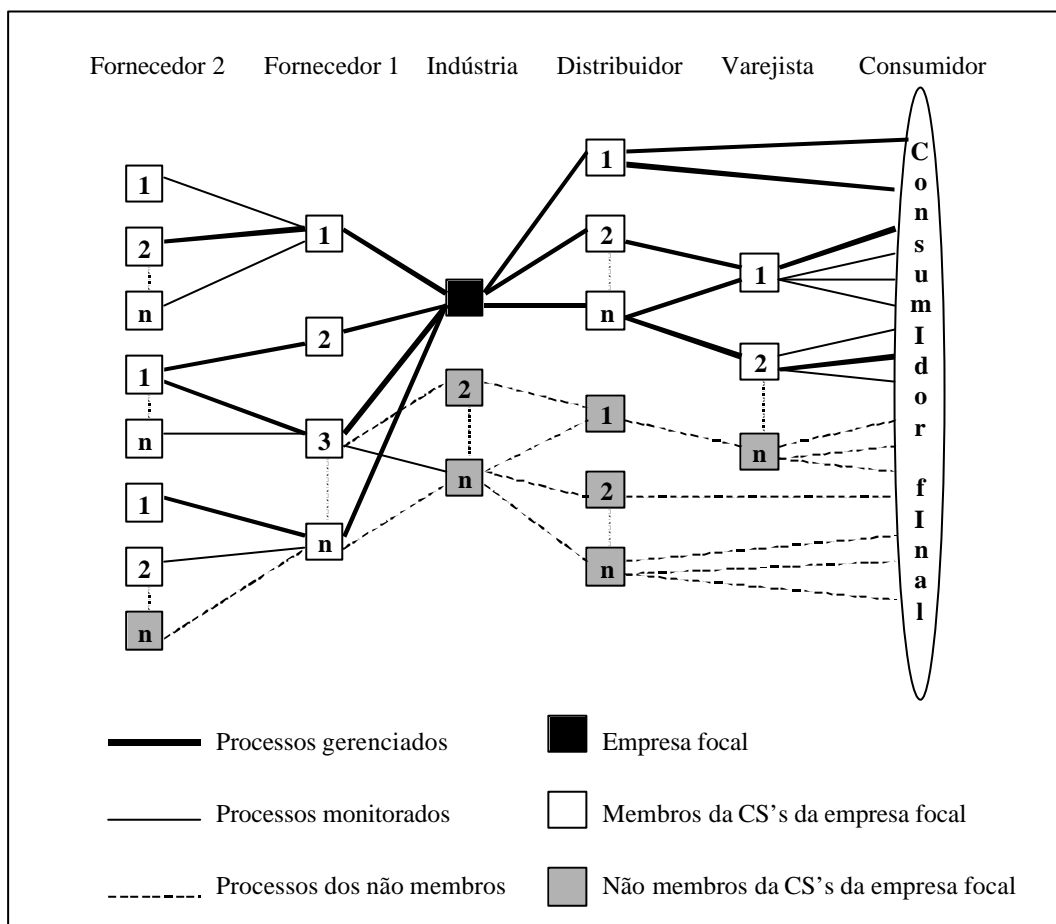 Fornecedor 2 Fornecedor 1 Indústria Distribuidor Varejista Consumidor
1
2
n
1
n
1
2
n
1
2
3
n
2
n
1
2
n
1
2
n
1
2
n
C
o
n
s
u
m
I
d
o
r
f
I
n
a
l
Processos gerenciados
Empresa focal
Processos monitorados
Membros da CS's da empresa focal
Processos dos não membros
Não membros da CS's da empresa focal